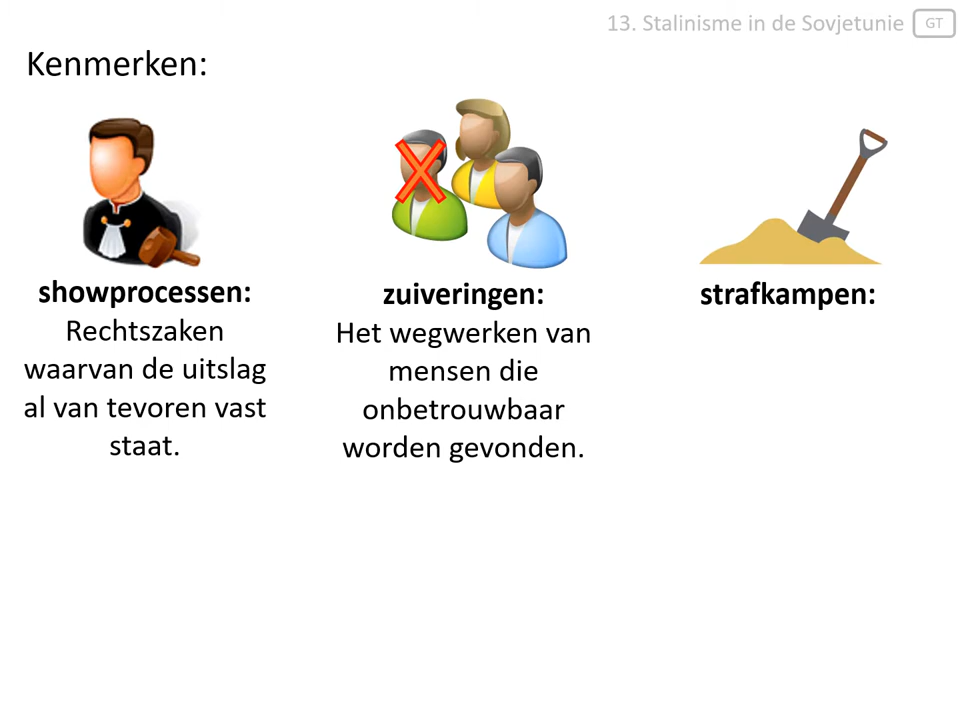 13. Stalinisme in de Sovjetunie GT
Kenmerken:
showprocessen:
Rechtszaken
waarvan de uitslag
al van tevoren vast
staat.
zuiveringen:
Het wegwerken van
mensen die
onbetrouwbaar
worden gevonden.
strafkampen: